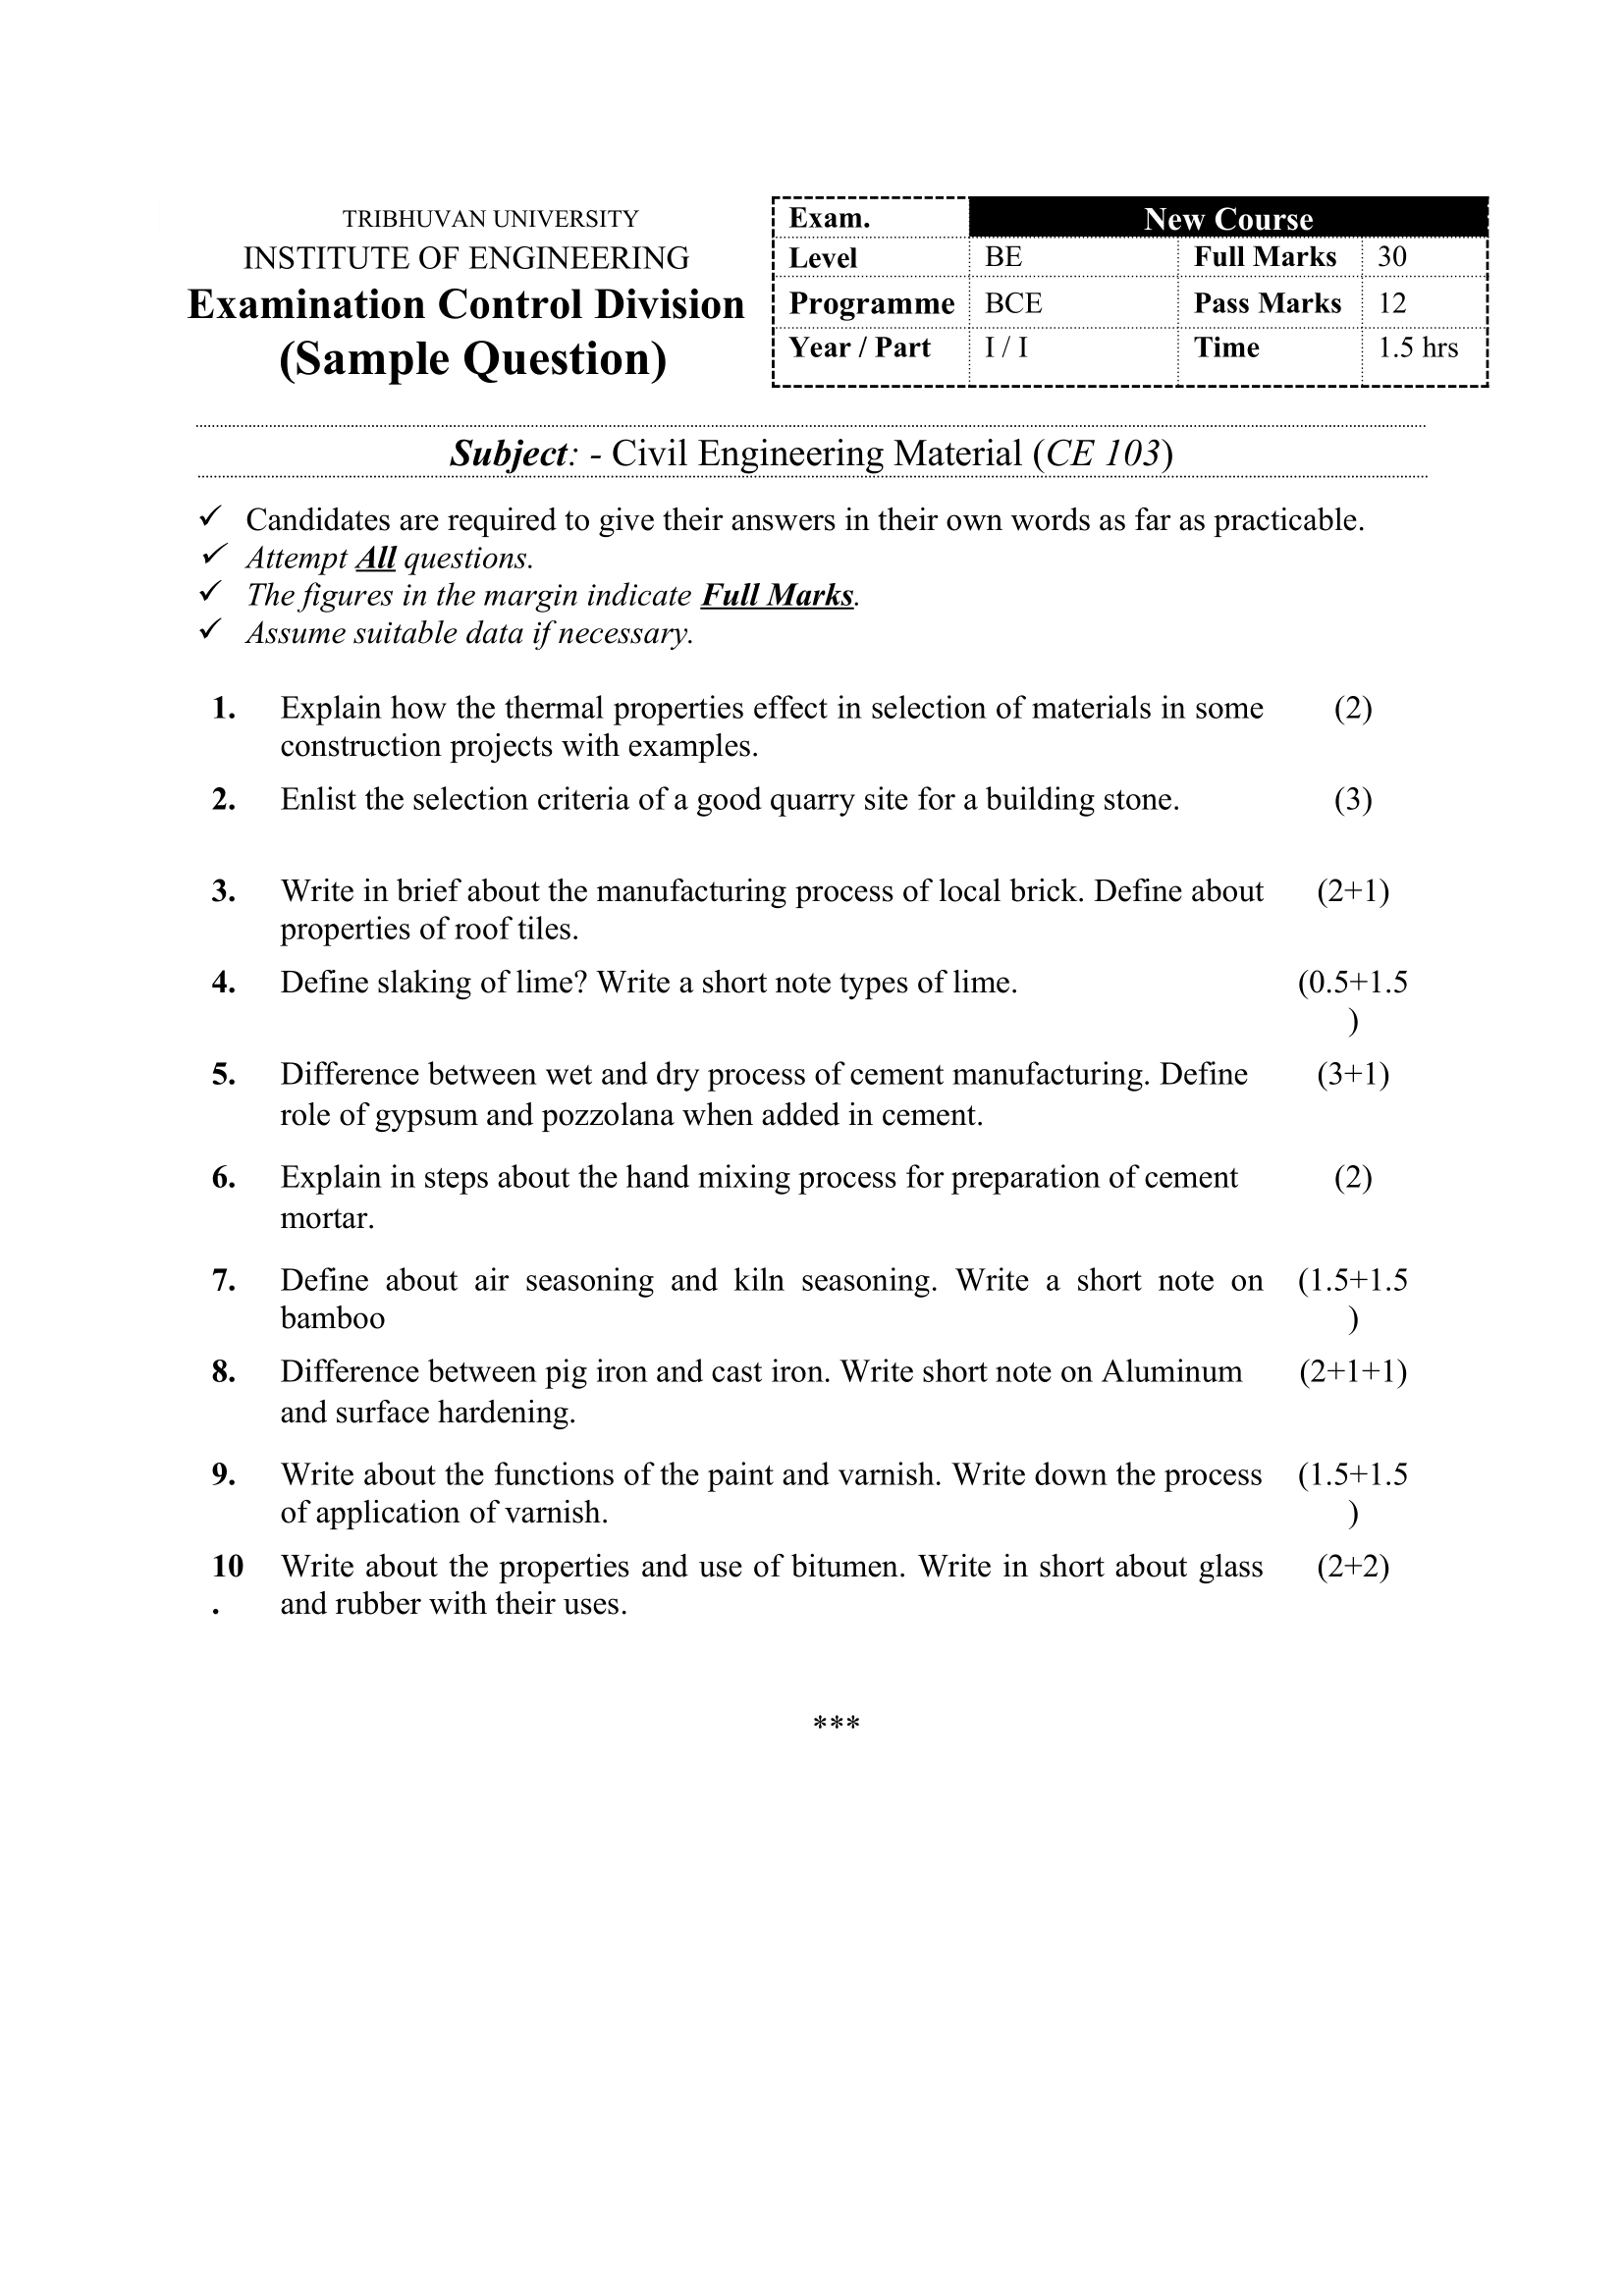 TRIBHUVAN UNIVERSITY
INSTITUTE OF ENGINEERING
Examination Control Division
(Sample Question)
Exam. New Course
Level BE Full Marks 30
Programme BCE Pass Marks 12
Year / Part I / I Time 1.5 hrs
Subject: - Civil Engineering Material (CE 103)
✓ Candidates are required to give their answers in their own words as far as practicable.
✓ Attempt All questions.
✓ The figures in the margin indicate Full Marks.
✓ Assume suitable data if necessary.
1. Explain how the thermal properties effect in selection of materials in some (2)
construction projects with examples.
2. Enlist the selection criteria of a good quarry site for a building stone. (3)
3. Write in brief about the manufacturing process of local brick. Define about (2+1)
properties of roof tiles.
4. Define slaking of lime? Write a short note types of lime. (0.5+1.5
)
5. Difference between wet and dry process of cement manufacturing. Define (3+1)
role of gypsum and pozzolana when added in cement.
6. Explain in steps about the hand mixing process for preparation of cement (2)
mortar.
7. Define about air seasoning and kiln seasoning. Write a short note on (1.5+1.5
bamboo )
8. Difference between pig iron and cast iron. Write short note on Aluminum (2+1+1)
and surface hardening.
9. Write about the functions of the paint and varnish. Write down the process (1.5+1.5
of application of varnish. )
10 Write about the properties and use of bitumen. Write in short about glass (2+2)
. and rubber with their uses.
***